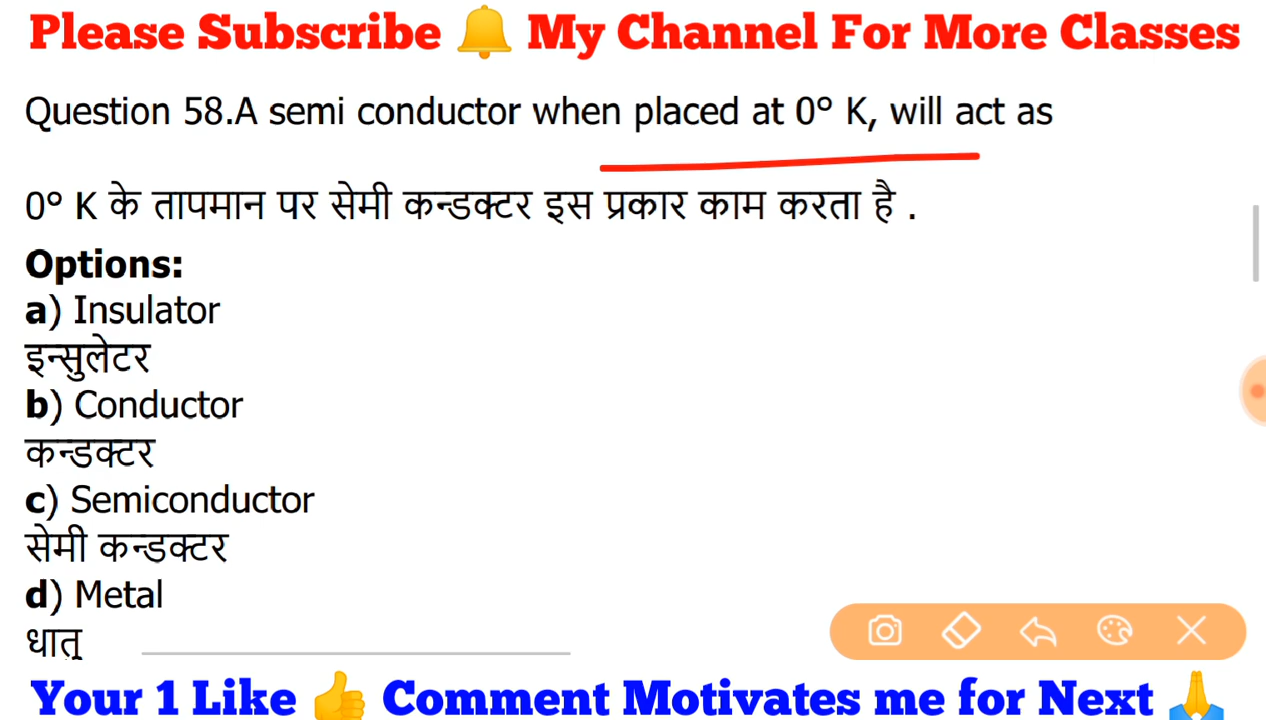 Please Subscribe 🔔 My Channel For More Classes
Question 58.A semi conductor when placed at 0° K, will act as
0° K के तापमान पर सेमी कन्डक्टर इस प्रकार काम करता है .
Options:
a) Insulator
इन्सुलेटर
b) Conductor
कन्डक्टर
c) Semiconductor
सेमी कन्डक्टर
d) Metal
धातु
Your 1 Like 👍 Comment Motivates me for Next 🙏